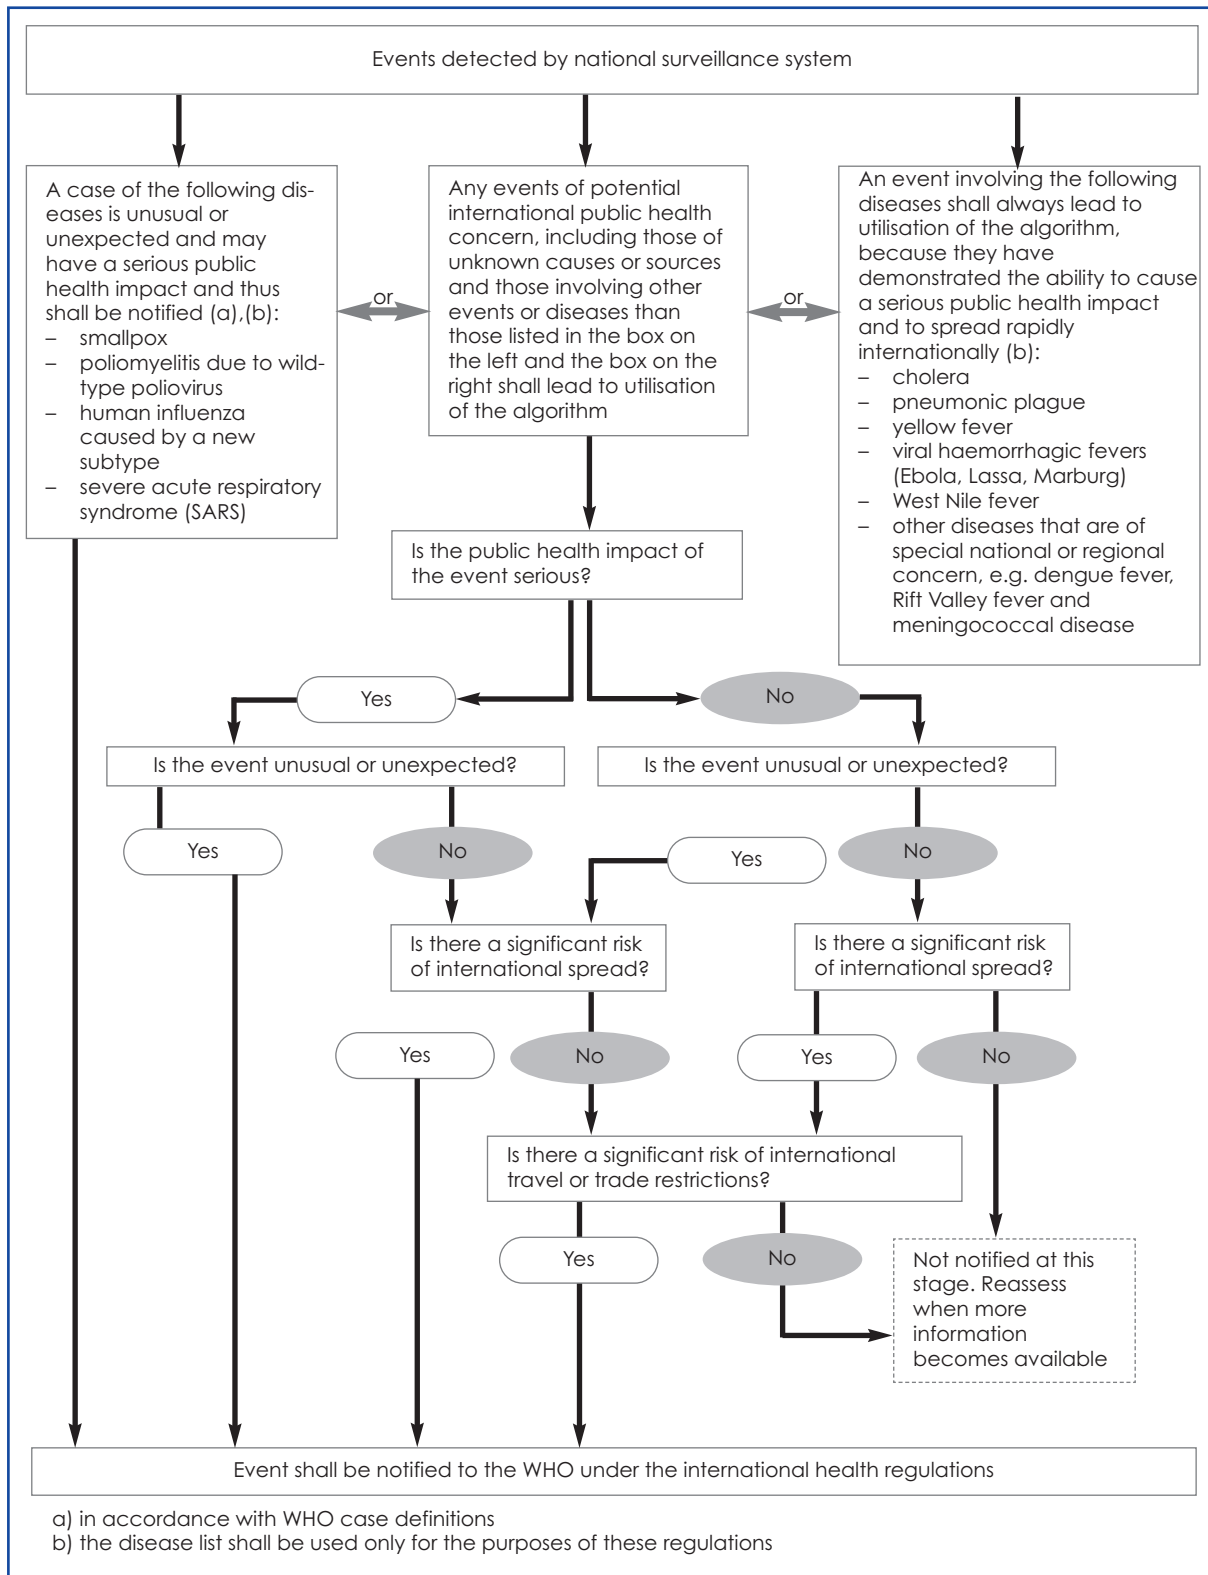 Events detected by national surveillance system
A case of the following dis-
eases is unusual or
unexpected and may
have a serious public
health impact and thus
shall be notified (a),(b):
– smallpox
– poliomyelitis due to wild-
type poliovirus
– human influenza
caused by a new
subtype
– severe acute respiratory
syndrome (SARS)
or
Any events of potential
international public health
concern, including those of
unknown causes or sources
and those involving other
events or diseases than
those listed in the box on
the left and the box on the
right shall lead to utilisation
of the algorithm
or
An event involving the following
diseases shall always lead to
utilisation of the algorithm,
because they have
demonstrated the ability to cause
a serious public health impact
and to spread rapidly
internationally (b):
– cholera
– pneumonic plague
– yellow fever
– viral haemorrhagic fevers
(Ebola, Lassa, Marburg)
– West Nile fever
– other diseases that are of
special national or regional
concern, e.g. dengue fever,
Rift Valley fever and
meningococcal disease
Is the public health impact of
the event serious?
Yes
No
Is the event unusual or unexpected?
Is the event unusual or unexpected?
Yes
No
Yes
No
Is there a significant risk
of international spread?
Is there a significant risk
of international spread?
Yes
No
Yes
No
Is there a significant risk of international
travel or trade restrictions?
Yes
No
Not notified at this
stage. Reassess
when more
information
becomes available
Event shall be notified to the WHO under the international health regulations
a) in accordance with WHO case definitions
b) the disease list shall be used only for the purposes of these regulations